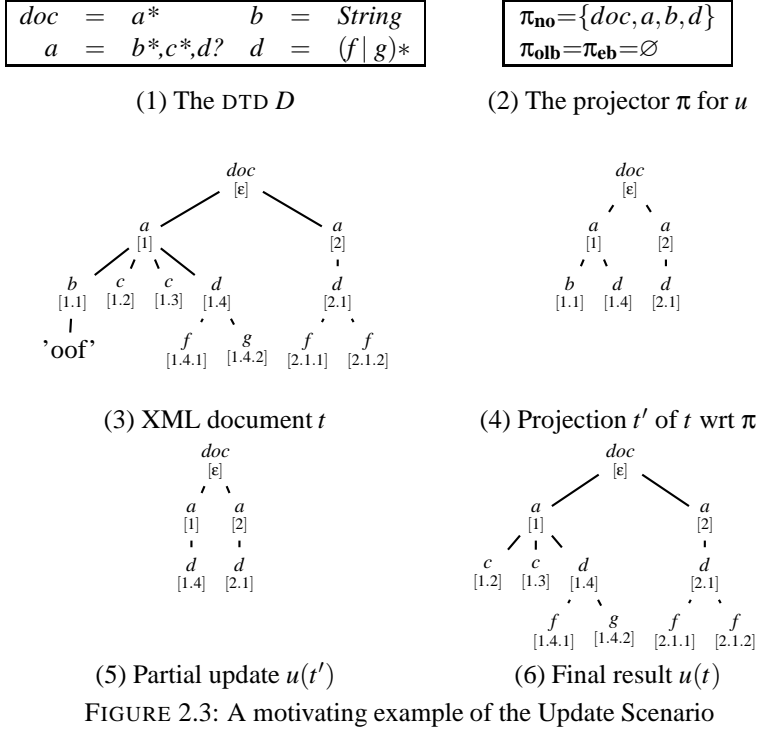 doc = a* b = String
a = b*,c*,d? d = (f | g)*
π_no={doc,a,b,d}
π_olb=π_eb=∅
(1) The DTD D
(2) The projector π for u
doc
[ε]
a a
[1] [2]
b c c d d
[1.1] [1.2] [1.3] [1.4] [2.1]
'oof' f g f f
[1.4.1] [1.4.2] [2.1.1] [2.1.2]
(3) XML document t
doc
[ε]
a a
[1] [2]
b d d
[1.1] [1.4] [2.1]
(4) Projection t′ of t wrt π
doc
[ε]
a a
[1] [2]
d d
[1.4] [2.1]
(5) Partial update u(t′)
doc
[ε]
a a
[1] [2]
c c d d
[1.2] [1.3] [1.4] [2.1]
f g f f
[1.4.1] [1.4.2] [2.1.1] [2.1.2]
(6) Final result u(t)
FIGURE 2.3: A motivating example of the Update Scenario